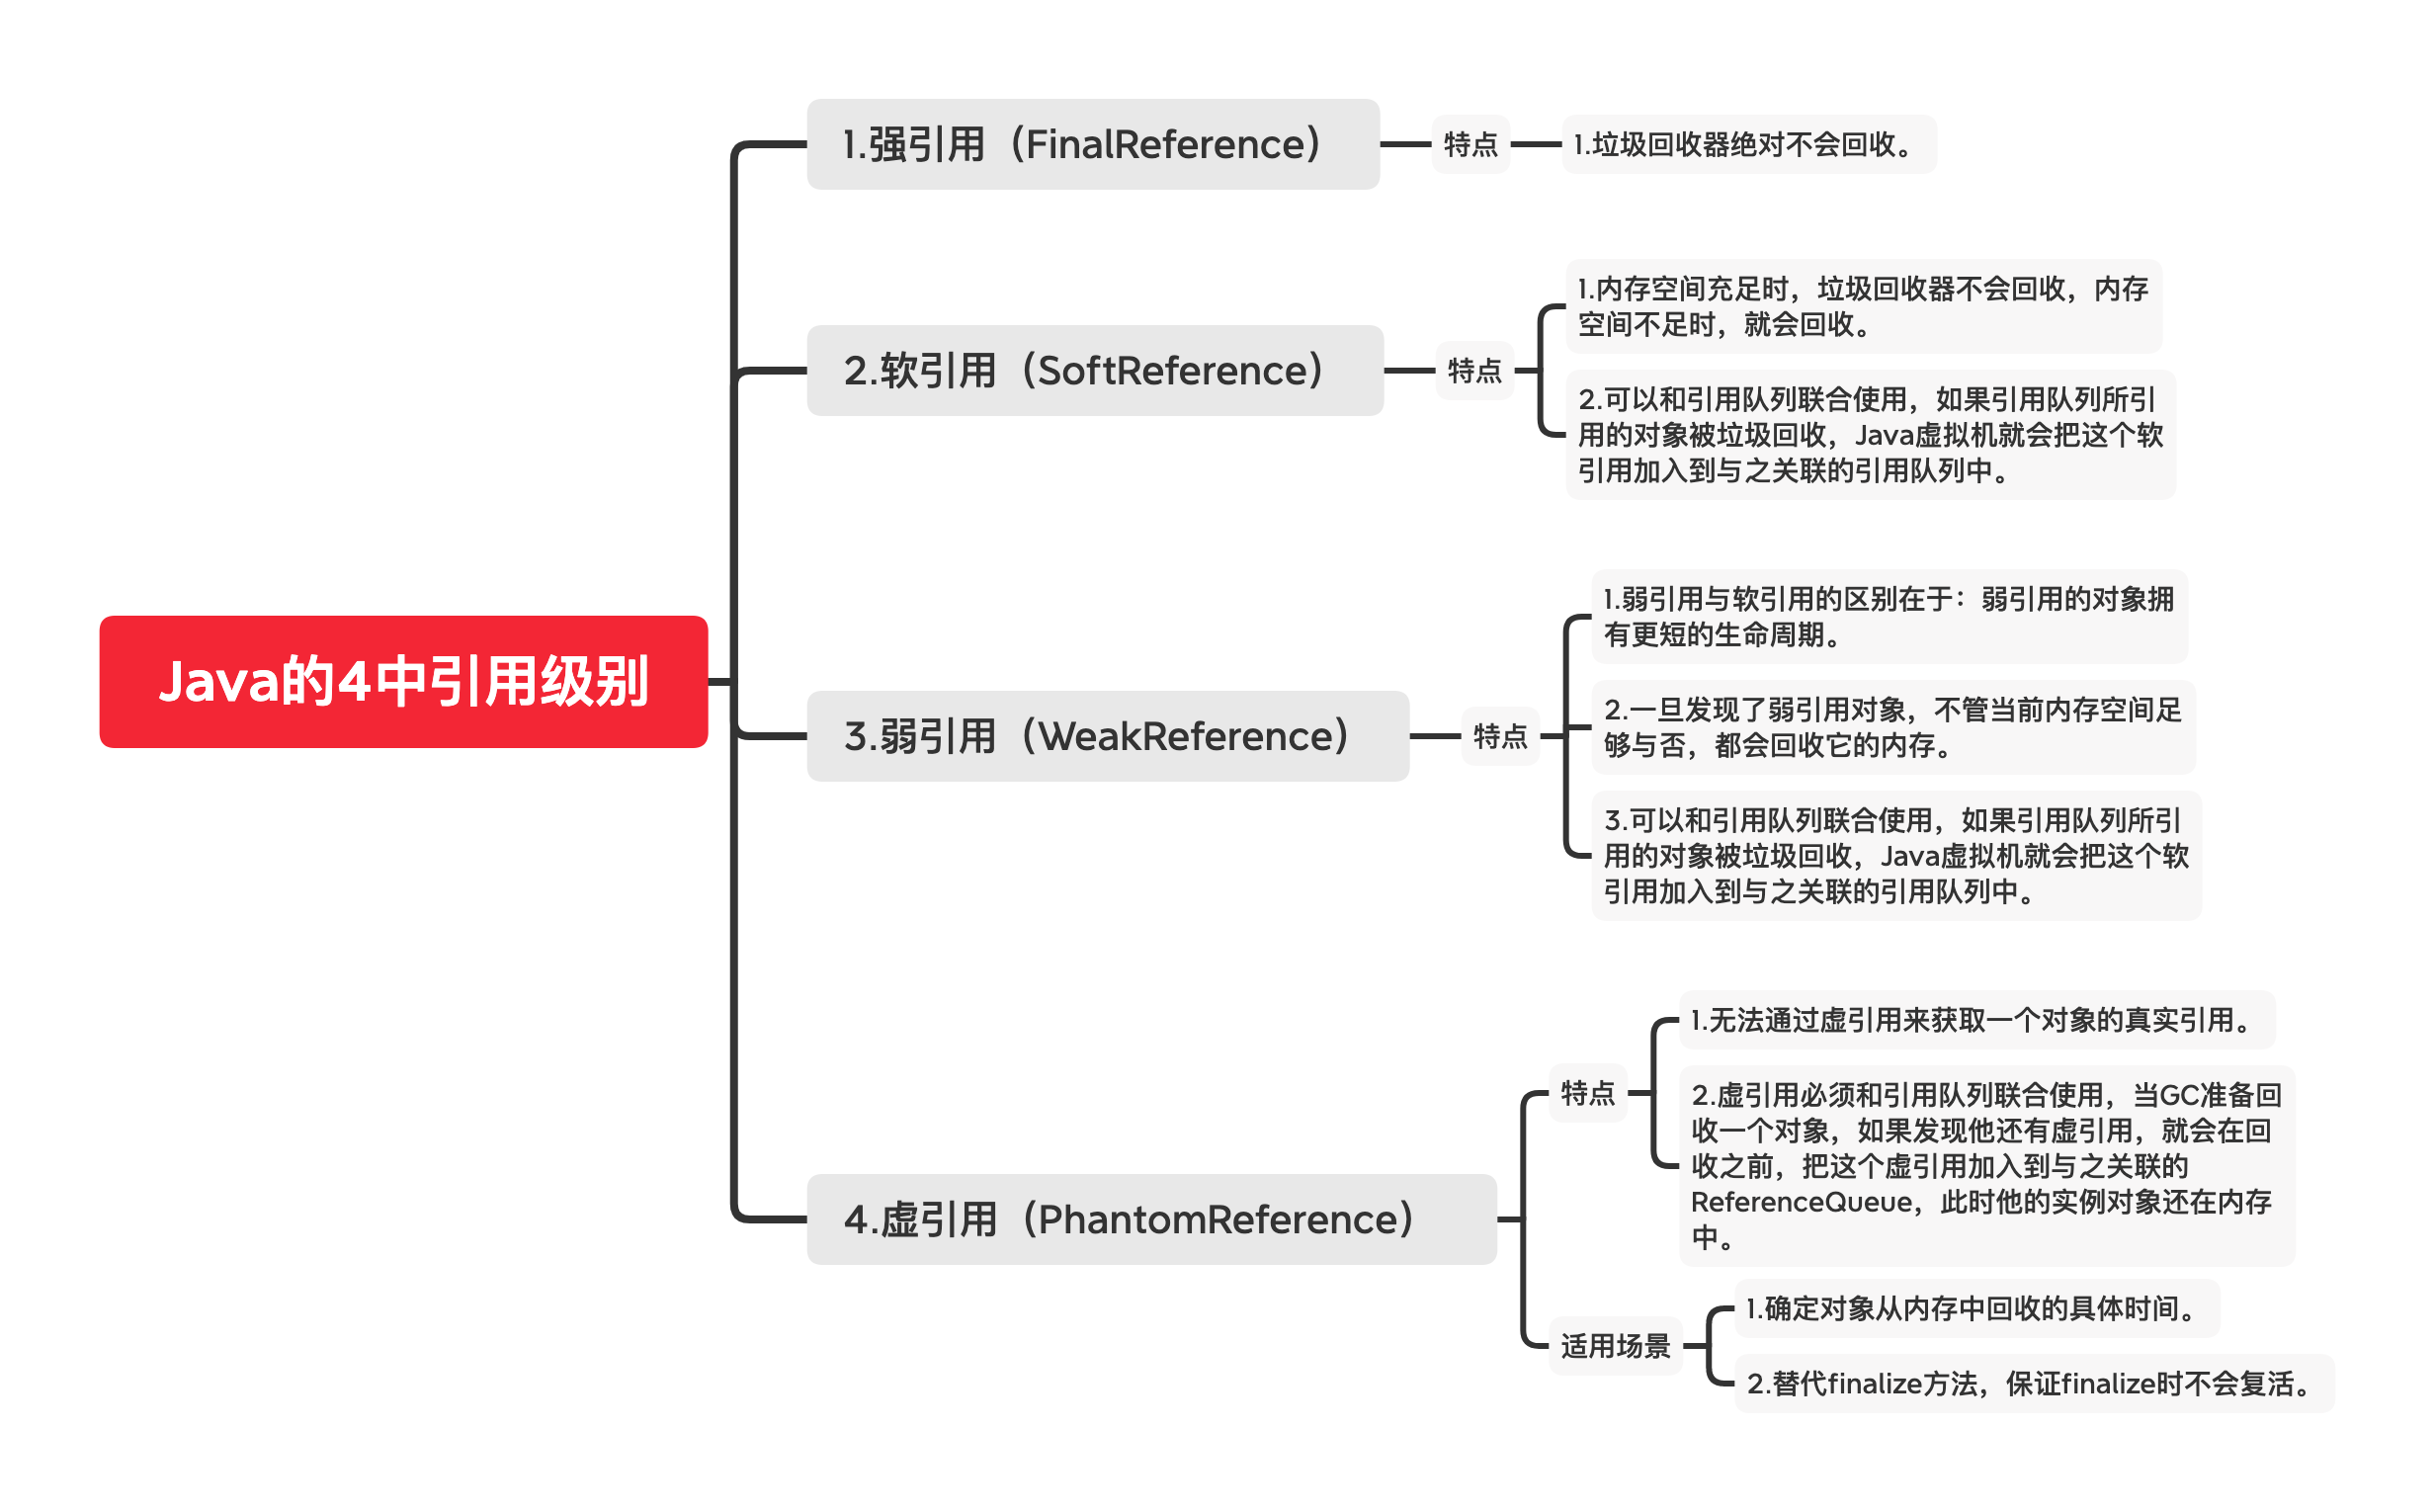 Java的4中引用级别
1.强引用（FinalReference）
特点
1.垃圾回收器绝对不会回收。
2.软引用（SoftReference）
特点
1.内存空间充足时，垃圾回收器不会回收，内存
空间不足时，就会回收。
2.可以和引用队列联合使用，如果引用队列所引
用的对象被垃圾回收，Java虚拟机就会把这个软
引用加入到与之关联的引用队列中。
3.弱引用（WeakReference）
特点
1.弱引用与软引用的区别在于：弱引用的对象拥
有更短的生命周期。
2.一旦发现了弱引用对象，不管当前内存空间足
够与否，都会回收它的内存。
3.可以和引用队列联合使用，如果引用队列所引
用的对象被垃圾回收，Java虚拟机就会把这个软
引用加入到与之关联的引用队列中。
4.虚引用（PhantomReference）
特点
1.无法通过虚引用来获取一个对象的真实引用。
2.虚引用必须和引用队列联合使用，当GC准备回
收一个对象，如果发现他还有虚引用，就会在回
收之前，把这个虚引用加入到与之关联的
ReferenceQueue，此时他的实例对象还在内存
中。
适用场景
1.确定对象从内存中回收的具体时间。
2.替代finalize方法，保证finalize时不会复活。